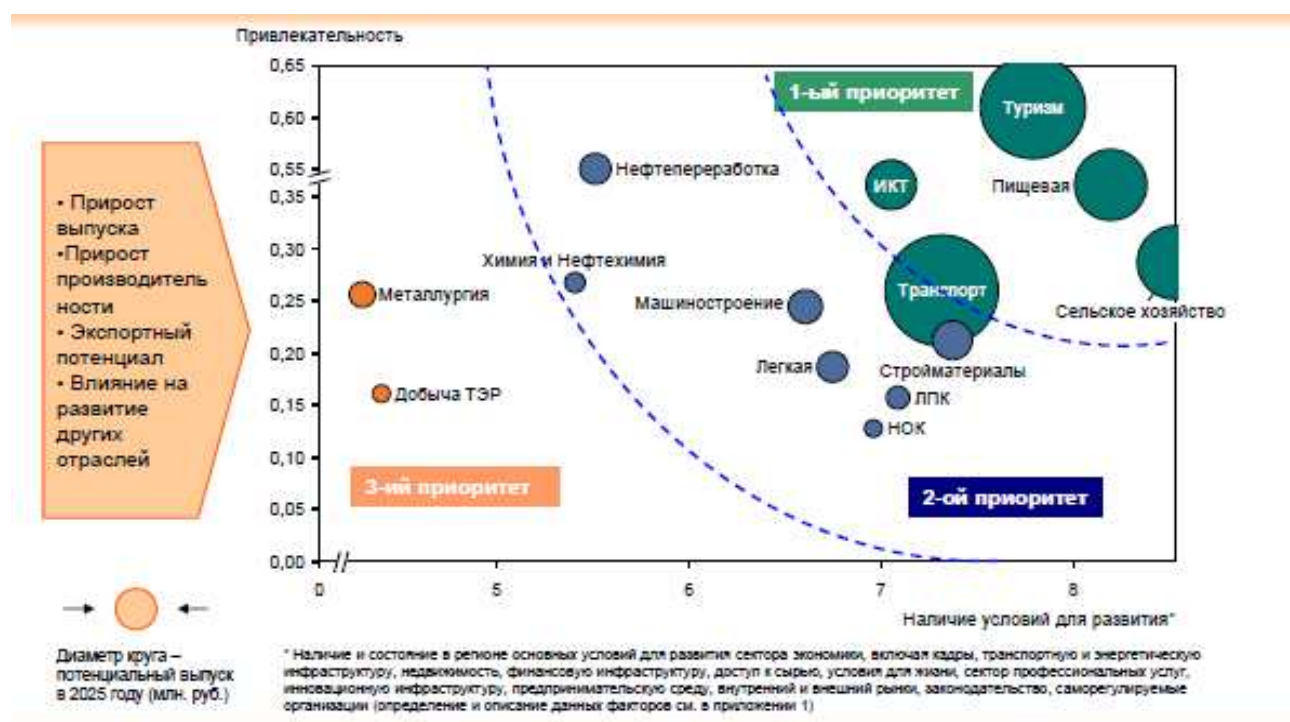 Привлекательность
0,65
0,60
0,55
0,35
0,30
0,25
0,20
0,15
0,10
0,05
0,00
0
5
6
7
8
Наличие условий для развития*
1-ый приоритет
2-ой приоритет
3-ий приоритет
Туризм
Пищевая
ИКТ
Сельское хозяйство
Транспорт
Стройматериалы
Нефтепереработка
Химия и Нефтехимия
Машиностроение
Легкая
ЛПК
НОК
Металлургия
Добыча ТЭР
• Прирост
выпуска
•Прирост
производитель
ности
• Экспортный
потенциал
• Влияние на
развитие
других
отраслей
Диаметр круга –
потенциальный выпуск
в 2025 году (млн. руб.)
* Наличие и состояние в регионе основных условий для развития сектора экономики, включая кадры, транспортную и энергетическую
инфраструктуру, недвижимость, финансовую инфраструктуру, доступ к сырью, условия для жизни, сектор профессиональных услуг,
инновационную инфраструктуру, предпринимательскую среду, внутренний и внешний рынки, законодательство, саморегулируемые
организации (определение и описание данных факторов см. в приложении 1)